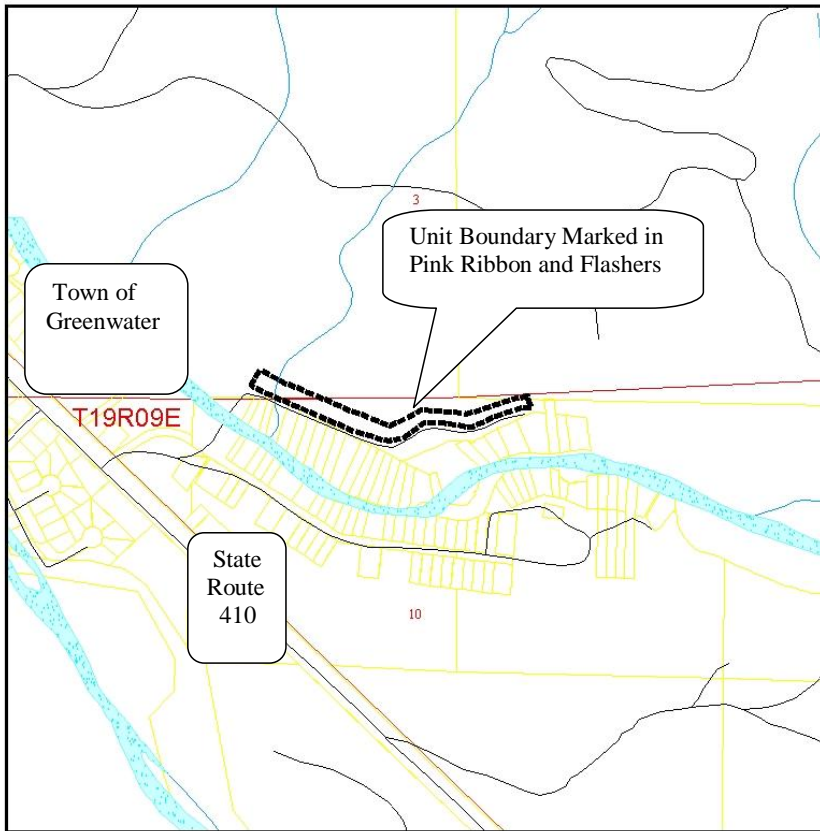 3
Unit Boundary Marked in
Pink Ribbon and Flashers
Town of
Greenwater
T19R09E
State
Route
410
10